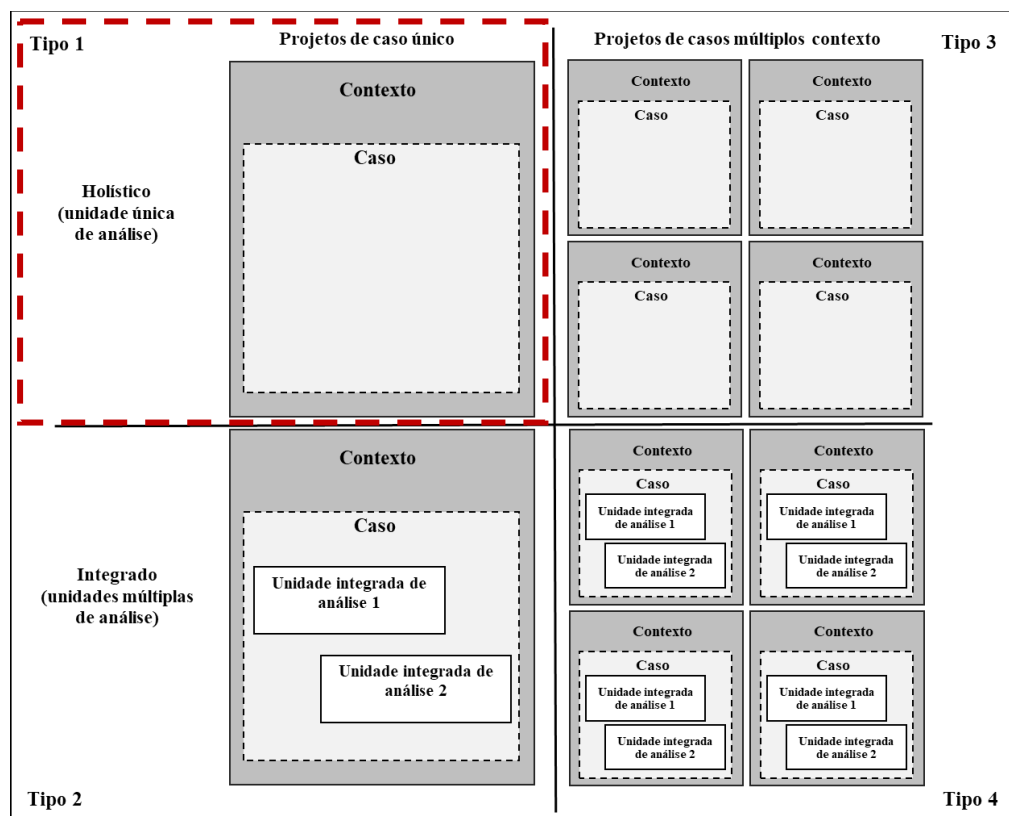 Tipo 1
Projetos de caso único
Contexto
Caso
Holístico
(unidade única
de análise)
Projetos de casos múltiplos contexto
Tipo 3
Contexto
Caso
Contexto
Caso
Contexto
Caso
Contexto
Caso
Integrado
(unidades múltiplas
de análise)
Contexto
Caso
Unidade integrada de
análise 1
Unidade integrada de
análise 2
Tipo 2
Contexto
Caso
Unidade integrada
de análise 1
Unidade integrada
de análise 2
Contexto
Caso
Unidade integrada
de análise 1
Unidade integrada
de análise 2
Contexto
Caso
Unidade integrada
de análise 1
Unidade integrada
de análise 2
Contexto
Caso
Unidade integrada
de análise 1
Unidade integrada
de análise 2
Tipo 4